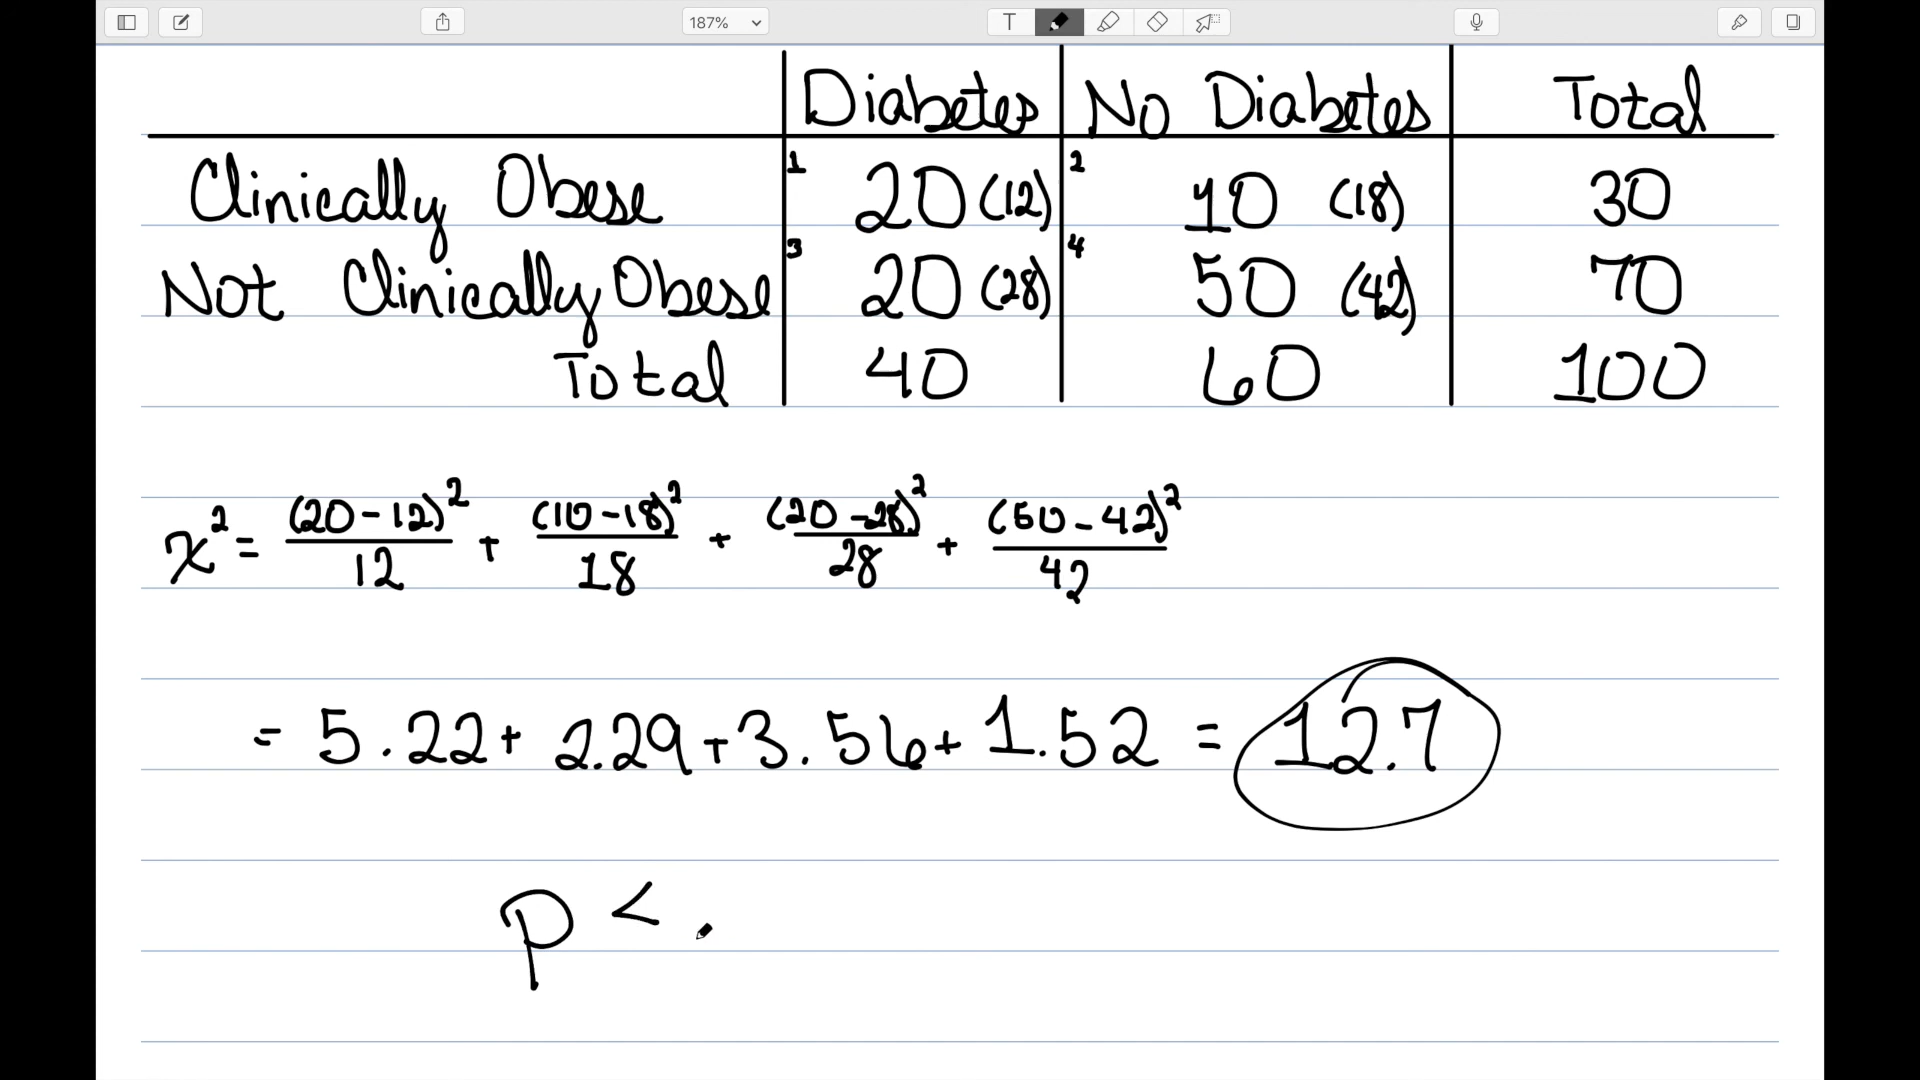 187%
T
Diabetes No Diabetes Total
Clinically Obese 1 20 (12) 2 10 (18) 30
Not Clinically Obese 3 20 (28) 4 50 (42) 70
Total 40 60 100
χ² = (20-12)²/12 + (10-18)²/18 + (20-28)²/28 + (50-42)²/42
= 5.22 + 2.29 + 3.56 + 1.52 = 12.7
p < .